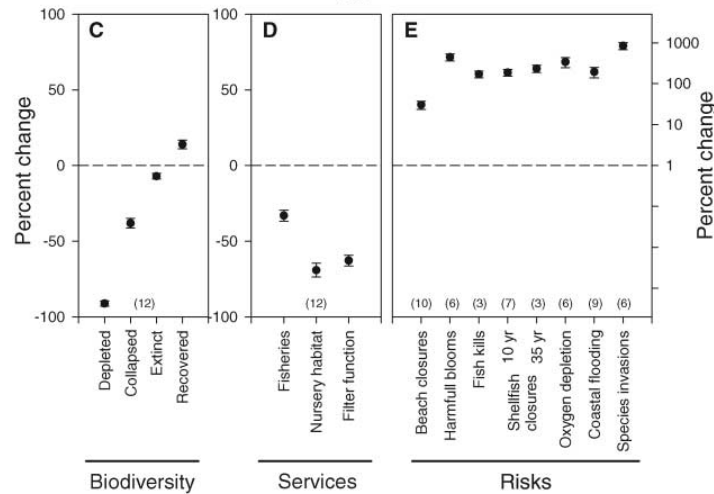 C
D
E
100
50
0
-50
-100
Percent change
Depleted
Collapsed
Extinct
Recovered
(12)
Biodiversity
100
50
0
-50
-100
Fisheries
Nursery habitat
Filter function
(12)
Services
1000
100
10
1
Percent change
(10)
(6)
(3)
(7)
(3)
(6)
(9)
(6)
Beach closures
Harmfull blooms
Fish kills
Shellfish 10 yr
closures 35 yr
Oxygen depletion
Coastal flooding
Species invasions
Risks